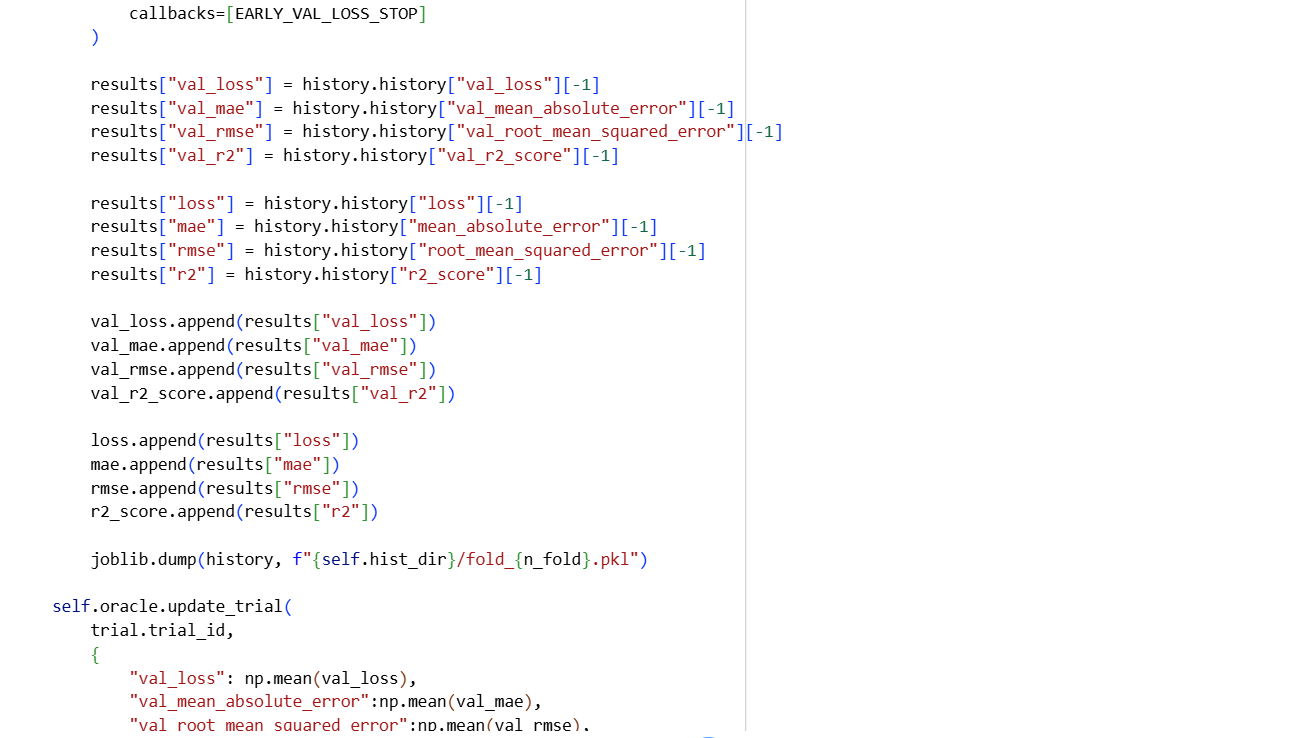 callbacks=[EARLY_VAL_LOSS_STOP]
)
results["val_loss"] = history.history["val_loss"][-1]
results["val_mae"] = history.history["val_mean_absolute_error"][-1]
results["val_rmse"] = history.history["val_root_mean_squared_error"][-1]
results["val_r2"] = history.history["val_r2_score"][-1]
results["loss"] = history.history["loss"][-1]
results["mae"] = history.history["mean_absolute_error"][-1]
results["rmse"] = history.history["root_mean_squared_error"][-1]
results["r2"] = history.history["r2_score"][-1]
val_loss.append(results["val_loss"])
val_mae.append(results["val_mae"])
val_rmse.append(results["val_rmse"])
val_r2_score.append(results["val_r2"])
loss.append(results["loss"])
mae.append(results["mae"])
rmse.append(results["rmse"])
r2_score.append(results["r2"])
joblib.dump(history, f"{self.hist_dir}/fold_{n_fold}.pkl")
self.oracle.update_trial(
trial.trial_id,
{
"val_loss": np.mean(val_loss),
"val_mean_absolute_error":np.mean(val_mae),
"val_root_mean_squared_error":np.mean(val_rmse),